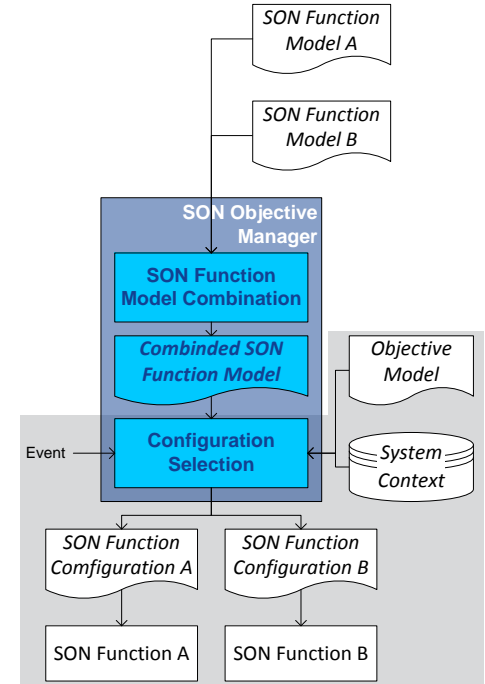 SON Function
Model A
SON Function
Model B
SON Objective
Manager
SON Function
Model Combination
Combinded SON
Function Model
Objective
Model
Event
Configuration
Selection
System
Context
SON Function
Comfiguration A
SON Function
Configuration B
SON Function A
SON Function B